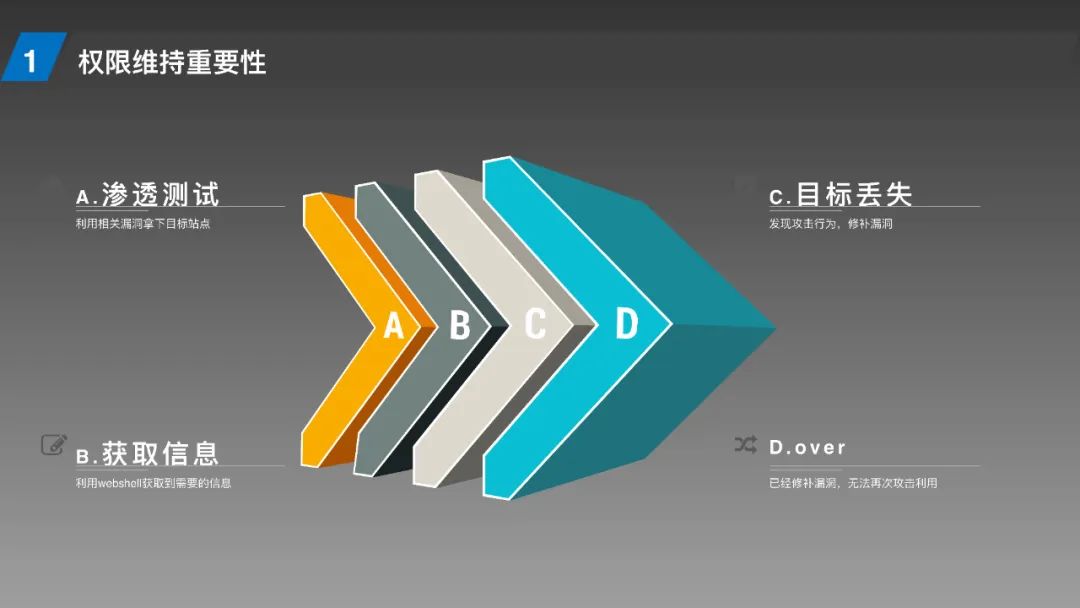 1
权限维持重要性
A.渗透测试
利用相关漏洞拿下目标站点
B.获取信息
利用webshell获取到需要的信息
A
B
C
D
C.目标丢失
发现攻击行为，修补漏洞
D.over
已经修补漏洞，无法再次攻击利用